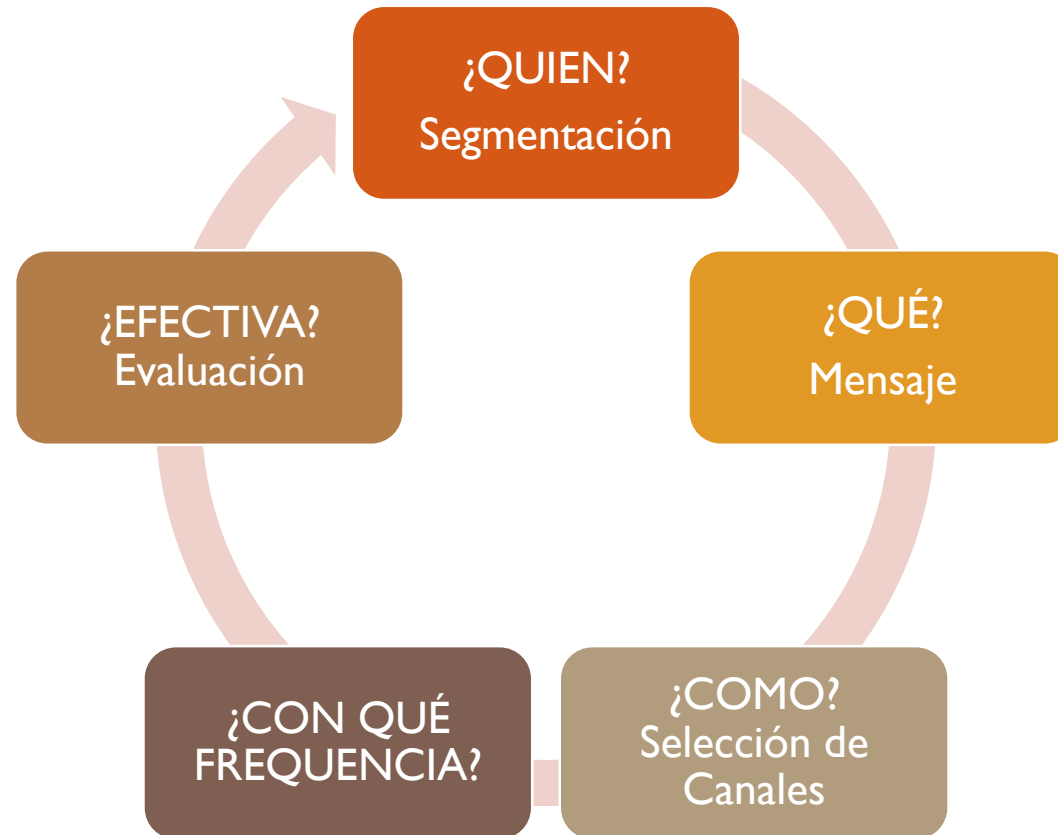 ¿QUIEN?
Segmentación
¿QUÉ?
Mensaje
¿COMO?
Selección de
Canales
¿CON QUÉ
FREQUENCIA?
¿EFECTIVA?
Evaluación